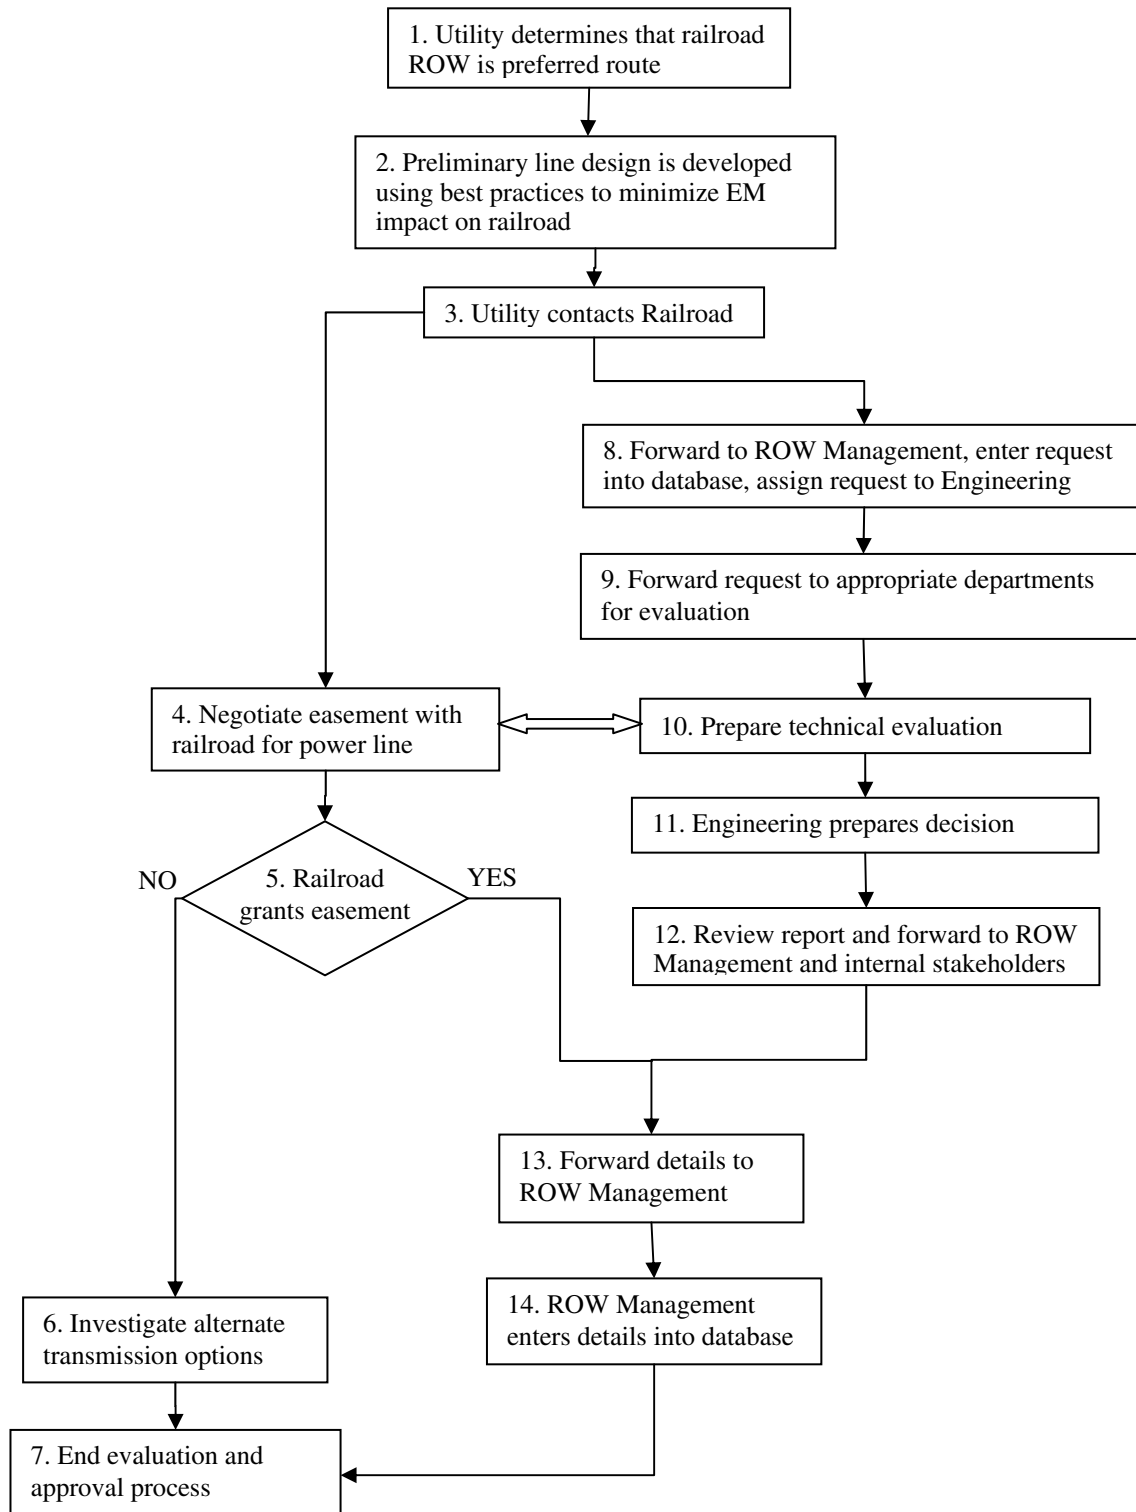 1. Utility determines that railroad
ROW is preferred route
2. Preliminary line design is developed
using best practices to minimize EM
impact on railroad
3. Utility contacts Railroad
8. Forward to ROW Management, enter request
into database, assign request to Engineering
9. Forward request to appropriate departments
for evaluation
4. Negotiate easement with
railroad for power line
10. Prepare technical evaluation
11. Engineering prepares decision
NO
5. Railroad
grants easement
YES
12. Review report and forward to ROW
Management and internal stakeholders
13. Forward details to
ROW Management
14. ROW Management
enters details into database
6. Investigate alternate
transmission options
7. End evaluation and
approval process